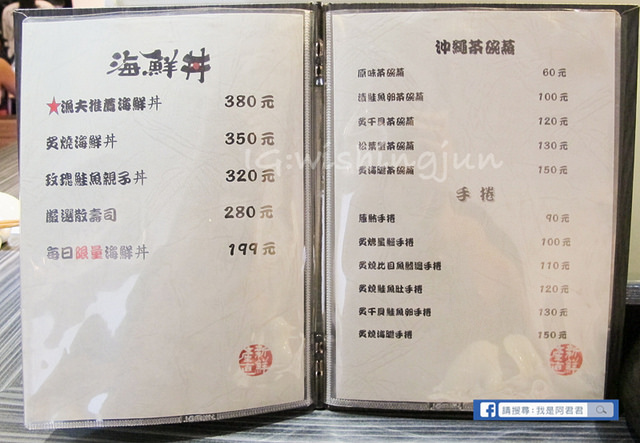 海鮮丼
★漁夫推薦海鮮丼 380元
炙燒海鮮丼 350元
玫瑰鮭魚親子丼 320元
嚴選散壽司 280元
每日限量海鮮丼 199元
沖繩茶碗蒸
原味茶碗蒸 60元
漬鮭魚卵茶碗蒸 100元
炙干貝茶碗蒸 120元
松葉蟹茶碗蒸 130元
炙海膽茶碗蒸 150元
手捲
蘆筍手捲 90元
炙燒星鰻手捲 100元
炙燒比目魚鰭邊手捲 110元
炙燒鮭魚肚手捲 120元
炙干貝鮭魚卵手捲 130元
炙燒海膽手捲 150元
IG:wishingjun
請搜尋:我是阿君君